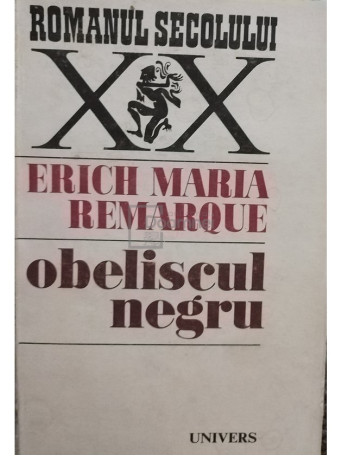 ROMANUL SECOLULUI
XX
ERICH MARIA
REMARQUE
obeliscul
negru
UNIVERS